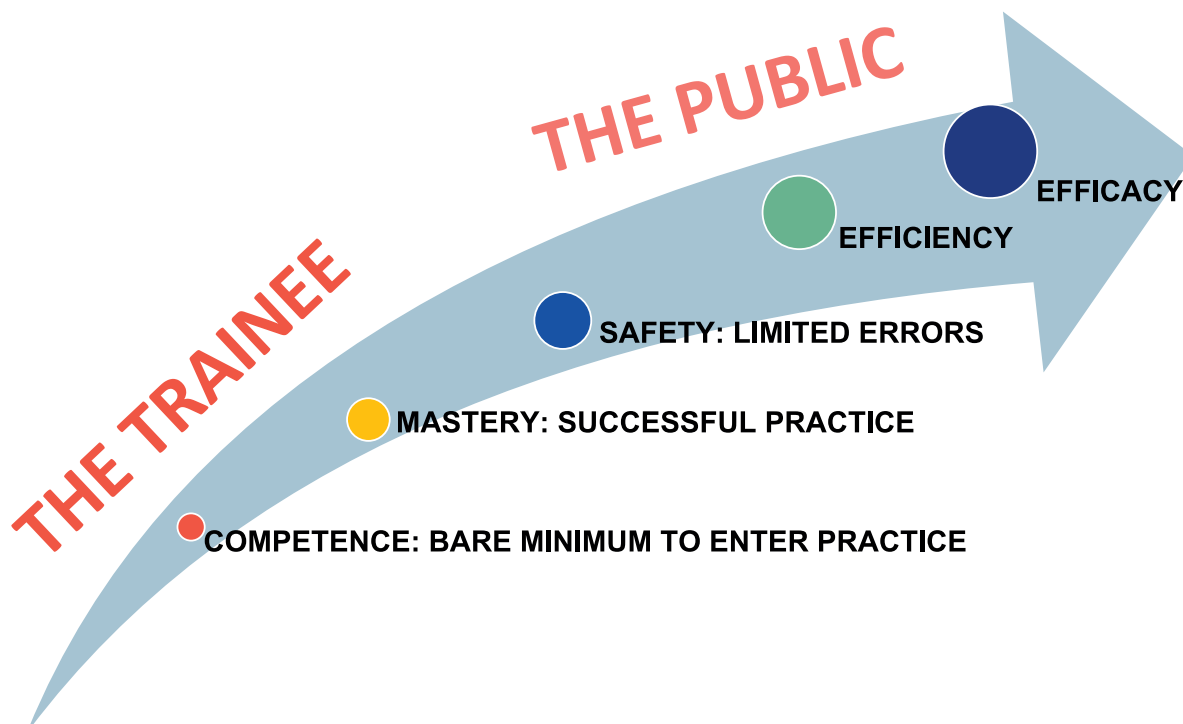 THE PUBLIC
EFFICACY
EFFICIENCY
THE TRAINEE
SAFETY: LIMITED ERRORS
MASTERY: SUCCESSFUL PRACTICE
COMPETENCE: BARE MINIMUM TO ENTER PRACTICE